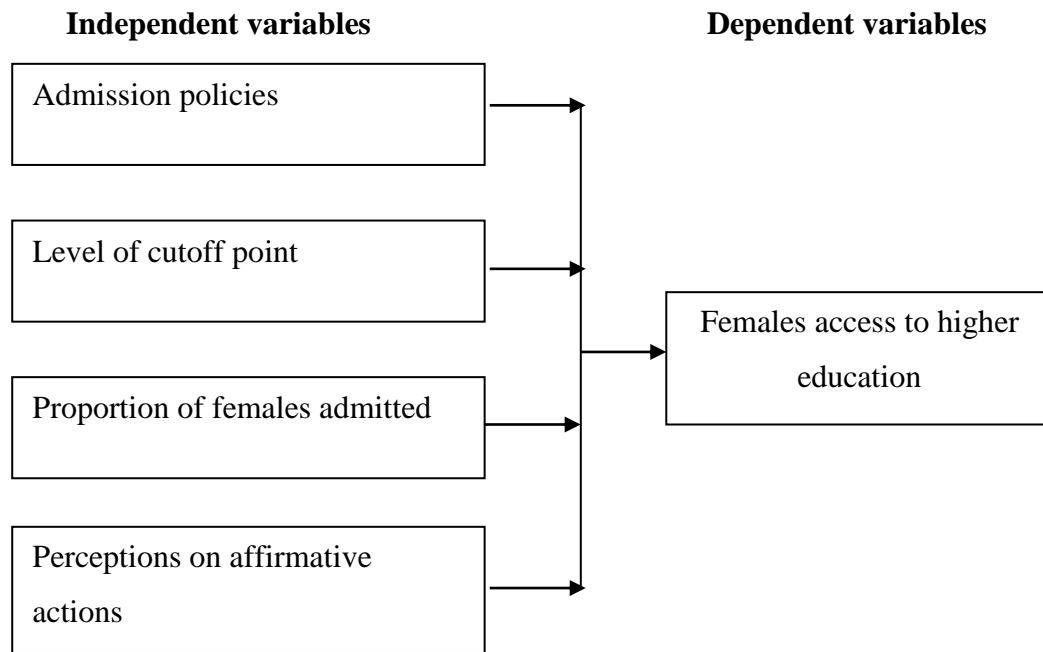 Independent variables
Dependent variables
Admission policies
Level of cutoff point
Proportion of females admitted
Perceptions on affirmative
actions
Females access to higher
education